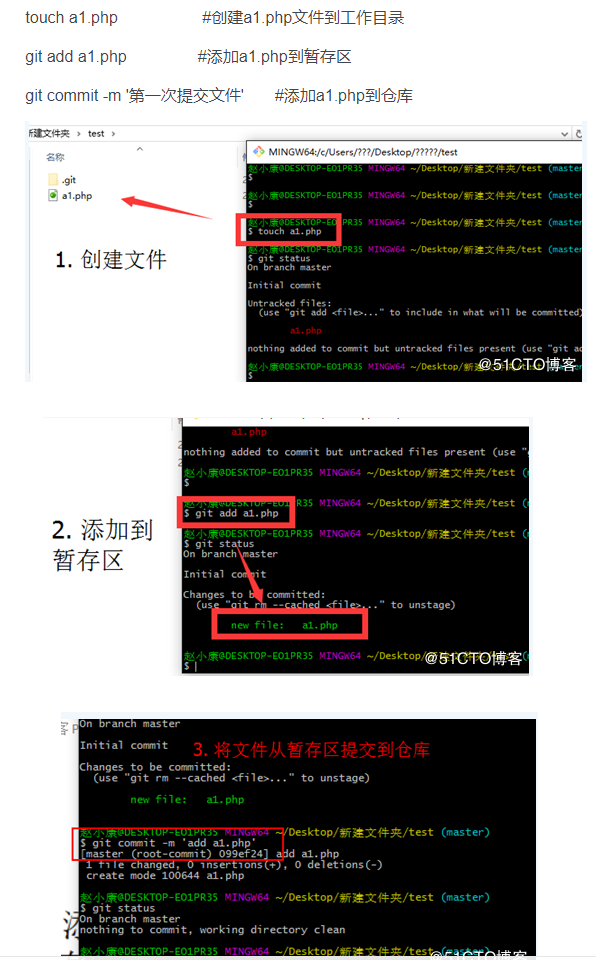 touch a1.php #创建a1.php文件到工作目录
git add a1.php #添加a1.php到暂存区
git commit -m '第一次提交文件' #添加a1.php到仓库
新建文件夹 > test >
名称
.git
a1.php
1. 创建文件
MINGW64:/c/Users/???/Desktop/?????/test
赵小康@DESKTOP-EO1PR35 MINGW64 ~/Desktop/新建文件夹/test (master
$
赵小康@DESKTOP-EO1PR35 MINGW64 ~/Desktop/新建文件夹/test (master
$
赵小康@DESKTOP-EO1PR35 MINGW64 ~/Desktop/新建文件夹/test (master
$ touch a1.php
赵小康@DESKTOP-EO1PR35 MINGW64 ~/Desktop/新建文件夹/test (master
$ git status
On branch master
Initial commit
Untracked files:
(use "git add <file>..." to include in what will be committed)
a1.php
nothing added to commit but untracked files present (use "git ad
赵小康@DESKTOP-EO1PR35 MINGW64 ~/Desktop/新建文件夹/test (master
$
@51CTO博客
a1.php
nothing added to commit but untracked files present (use "
赵小康@DESKTOP-EO1PR35 MINGW64 ~/Desktop/新建文件夹/test (
$
赵小康@DESKTOP-EO1PR35 MINGW64 ~/Desktop/新建文件夹/test (
$ git add a1.php
2. 添加到
暂存区
赵小康@DESKTOP-EO1PR35 MINGW64 ~/Desktop/新建文件夹/test (
$ git status
On branch master
Initial commit
Changes to be committed:
(use "git rm --cached <file>..." to unstage)
new file: a1.php
赵小康@DESKTOP-EO1PR35 MINGW64 ~/Desktop/新建文件夹/test (
$
@51CTO博客
On branch master
Initial commit
3. 将文件从暂存区提交到仓库
Changes to be committed:
(use "git rm --cached <file>..." to unstage)
new file: a1.php
赵小康@DESKTOP-EO1PR35 MINGW64 ~/Desktop/新建文件夹/test (master)
$ git commit -m 'add a1.php'
[master (root-commit) 099ef24] add a1.php
1 file changed, 0 insertions(+), 0 deletions(-)
create mode 100644 a1.php
赵小康@DESKTOP-EO1PR35 MINGW64 ~/Desktop/新建文件夹/test (master)
$ git status
On branch master
nothing to commit, working directory clean
赵小康@DESKTOP-EO1PR35 MINGW64 ~/Desktop/新建文件夹/test (master)
@51CTO博客